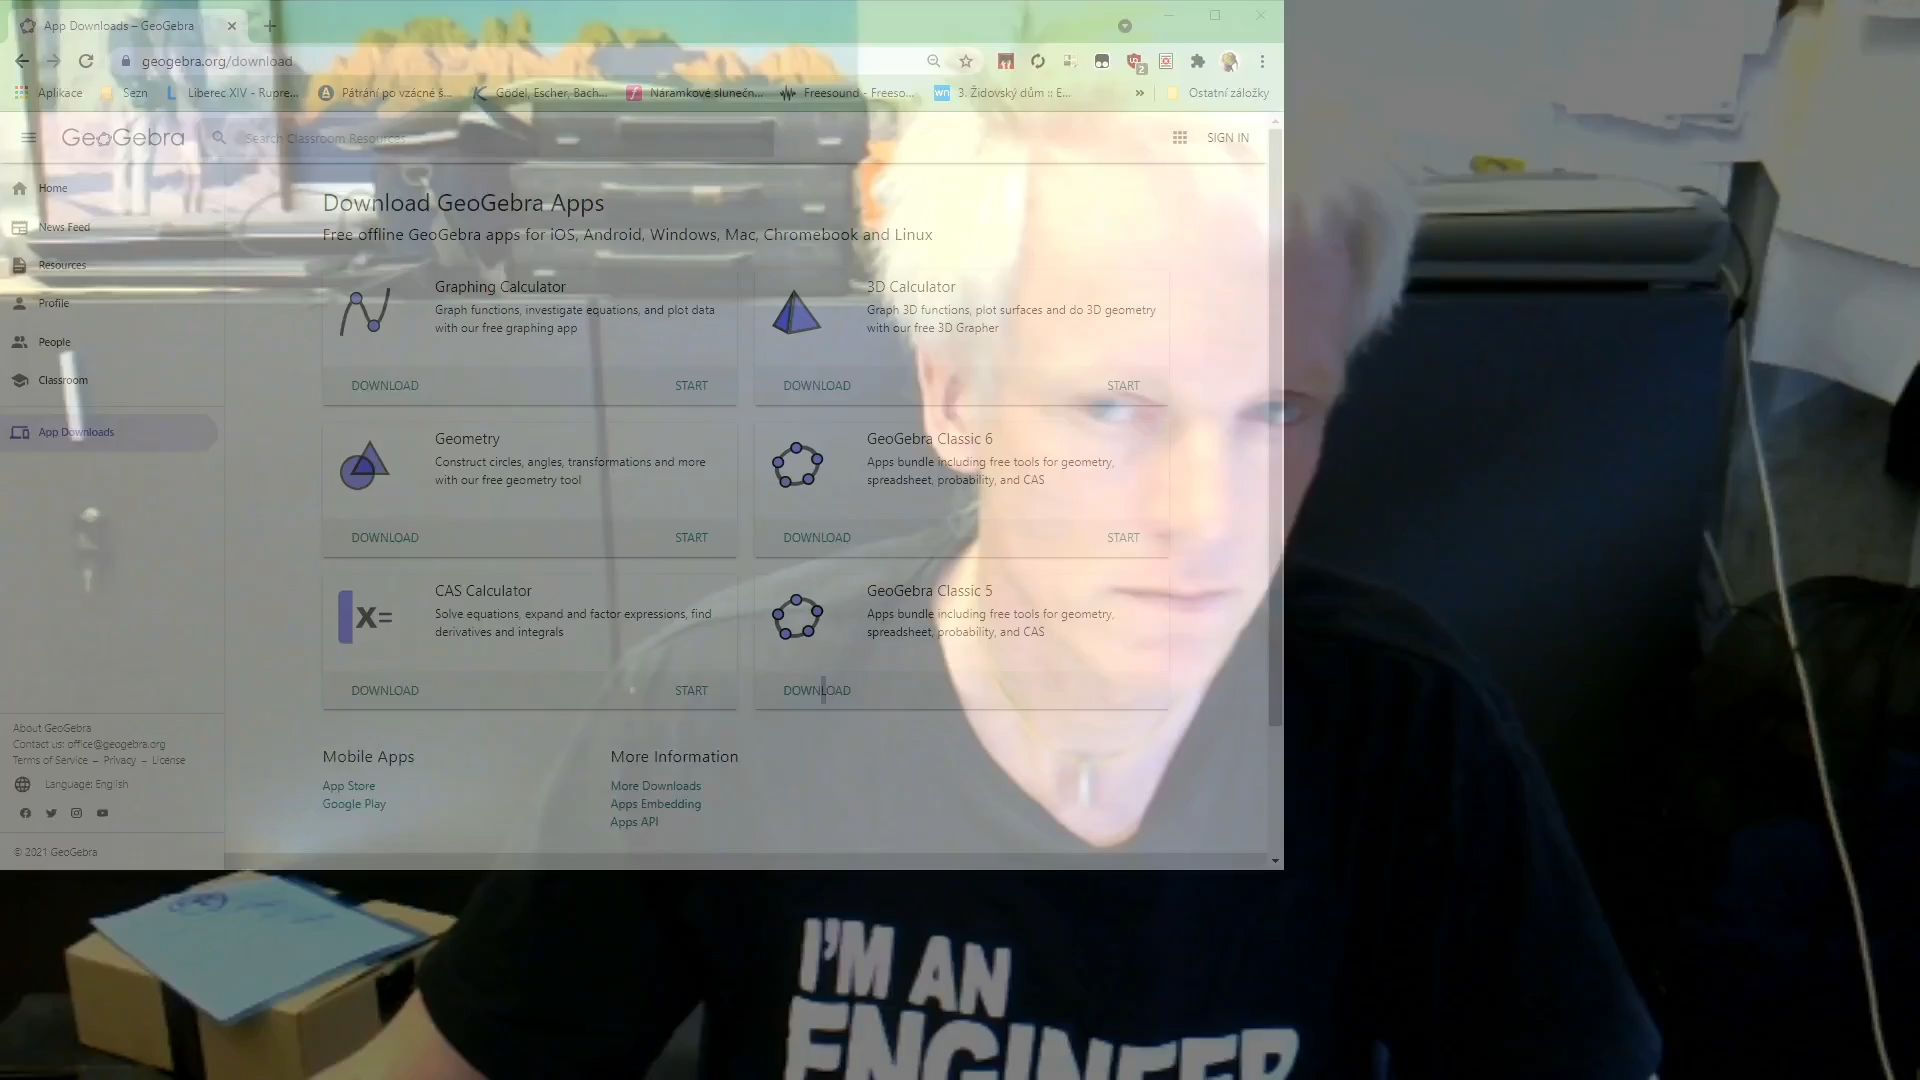 App Downloads – GeoGebra
geogebra.org/download
2
Aplikace
Sezn
Liberec XIV - Rupre...
Pátrání po vzácné š...
Gödel, Escher, Bach...
Náramkové slunečn...
Freesound - Freeso...
wn
3. Židovský dům :: E...
»
Ostatní záložky
GeoGebra
Search Classroom Resources
SIGN IN
Home
News Feed
Resources
Profile
People
Classroom
App Downloads
About GeoGebra
Contact us: office@geogebra.org
Terms of Service – Privacy – License
Language: English
© 2021 GeoGebra
Download GeoGebra Apps
Free offline GeoGebra apps for iOS, Android, Windows, Mac, Chromebook and Linux
Graphing Calculator
Graph functions, investigate equations, and plot data
with our free graphing app
DOWNLOAD
START
3D Calculator
Graph 3D functions, plot surfaces and do 3D geometry
with our free 3D Grapher
DOWNLOAD
START
Geometry
Construct circles, angles, transformations and more
with our free geometry tool
DOWNLOAD
START
GeoGebra Classic 6
Apps bundle including free tools for geometry,
spreadsheet, probability, and CAS
DOWNLOAD
START
X=
CAS Calculator
Solve equations, expand and factor expressions, find
derivatives and integrals
DOWNLOAD
START
GeoGebra Classic 5
Apps bundle including free tools for geometry,
spreadsheet, probability, and CAS
DOWNLOAD
Mobile Apps
App Store
Google Play
More Information
More Downloads
Apps Embedding
Apps API
I'M AN
ENGINEER